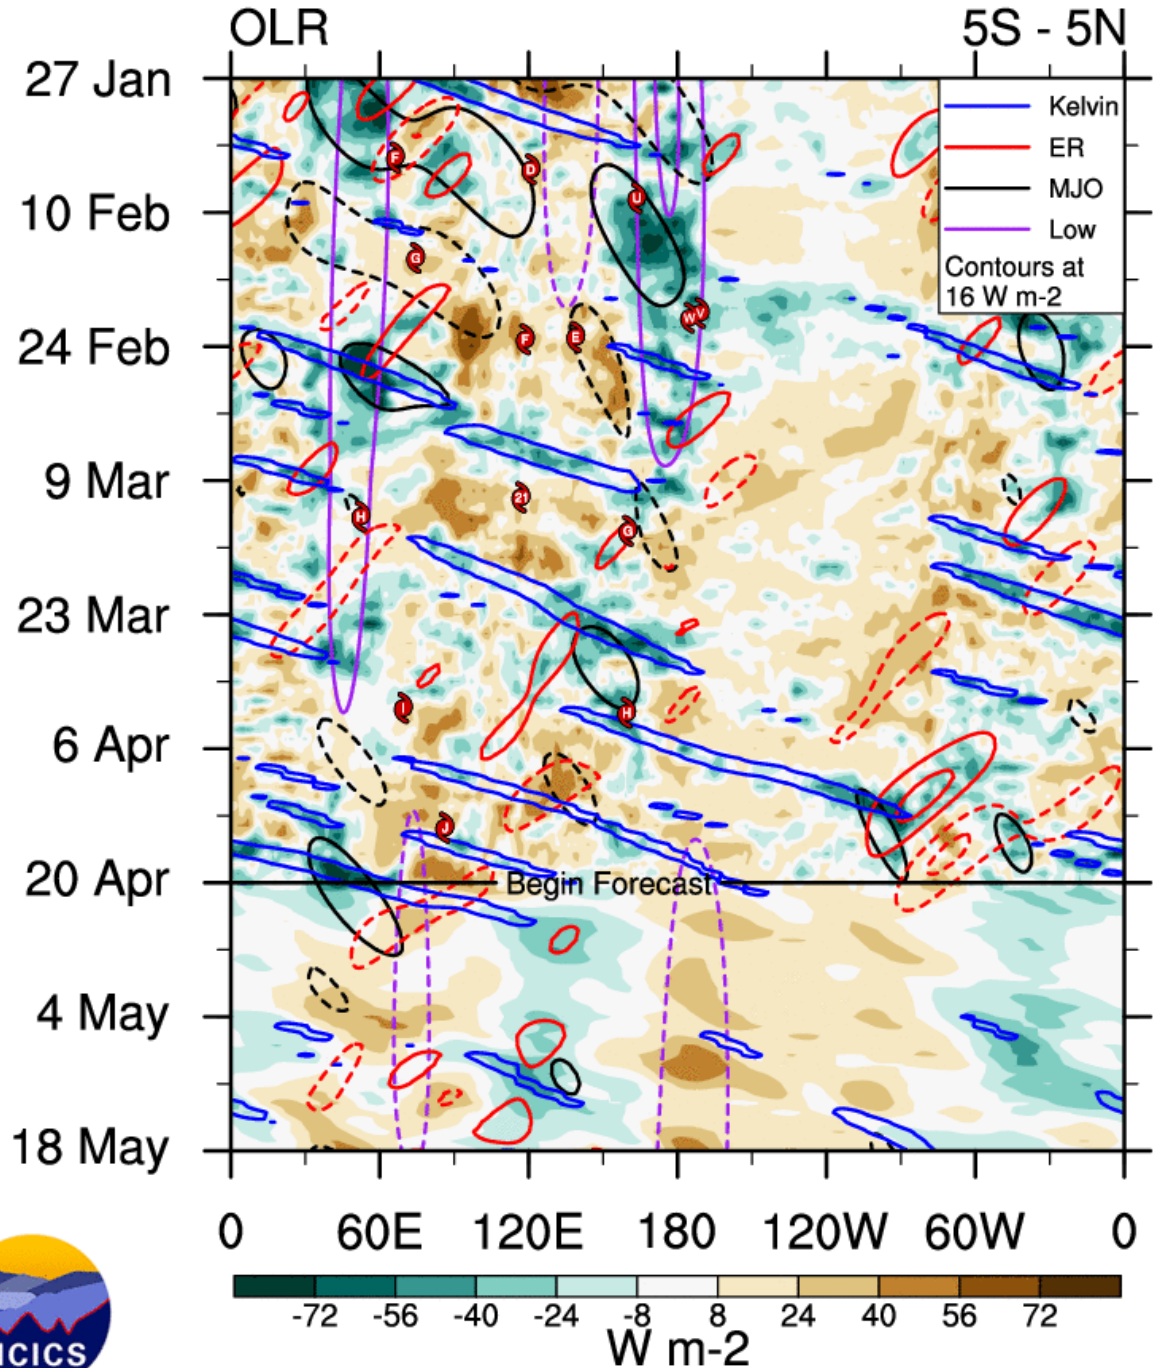 OLR 5S - 5N
27 Jan
10 Feb
24 Feb
9 Mar
23 Mar
6 Apr
20 Apr
4 May
18 May
Kelvin
ER
MJO
Low
Contours at
16 W m-2
F
D
U
G
W V
F E
21
H
G
I
H
J
Begin Forecast
0 60E 120E 180 120W 60W 0
-72 -56 -40 -24 -8 8 24 40 56 72
W m-2
CICS